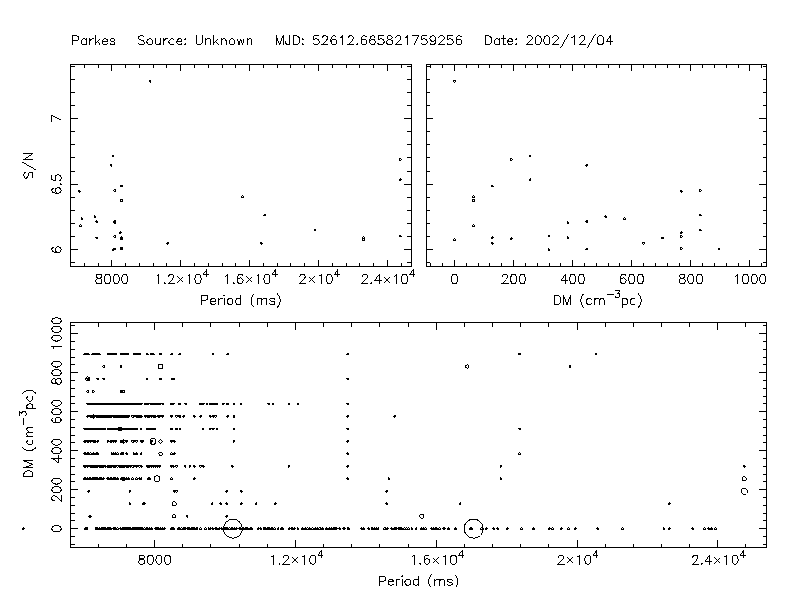 Parkes Source: Unknown MJD: 52612.665821759256 Date: 2002/12/04
S/N
7
6.5
6
8000 1.2×10⁴ 1.6×10⁴ 2×10⁴ 2.4×10⁴
Period (ms)
0 200 400 600 800 1000
DM (cm⁻³pc)
DM (cm⁻³pc)
1000
800
600
400
200
0
8000 1.2×10⁴ 1.6×10⁴ 2×10⁴ 2.4×10⁴
Period (ms)